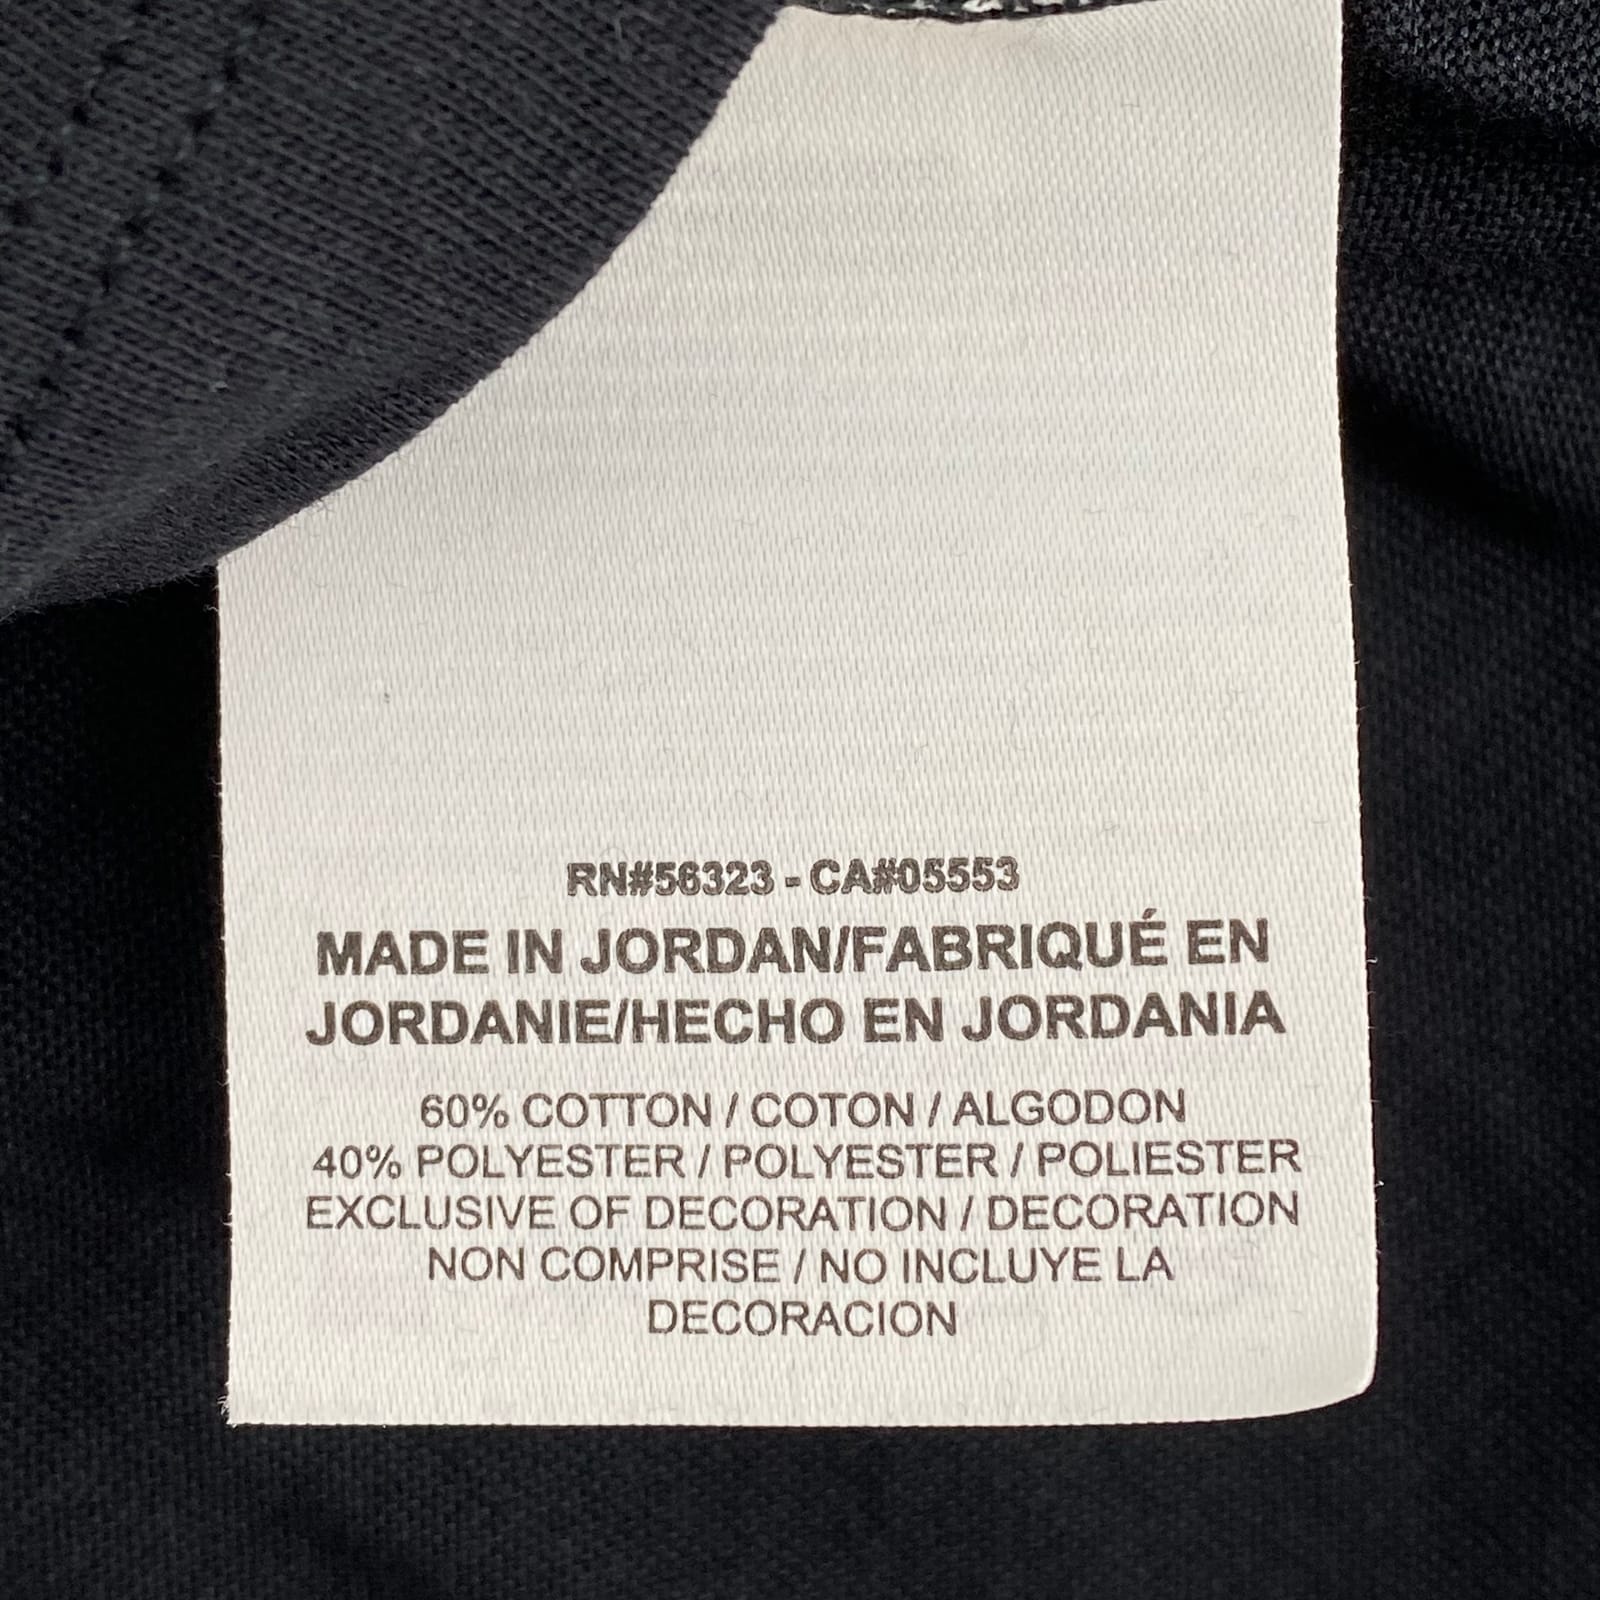 RN#56323 - CA#05553
MADE IN JORDAN/FABRIQUÉ EN
JORDANIE/HECHO EN JORDANIA
60% COTTON / COTON / ALGODON
40% POLYESTER / POLYESTER / POLIESTER
EXCLUSIVE OF DECORATION / DECORATION
NON COMPRISE / NO INCLUYE LA
DECORACION